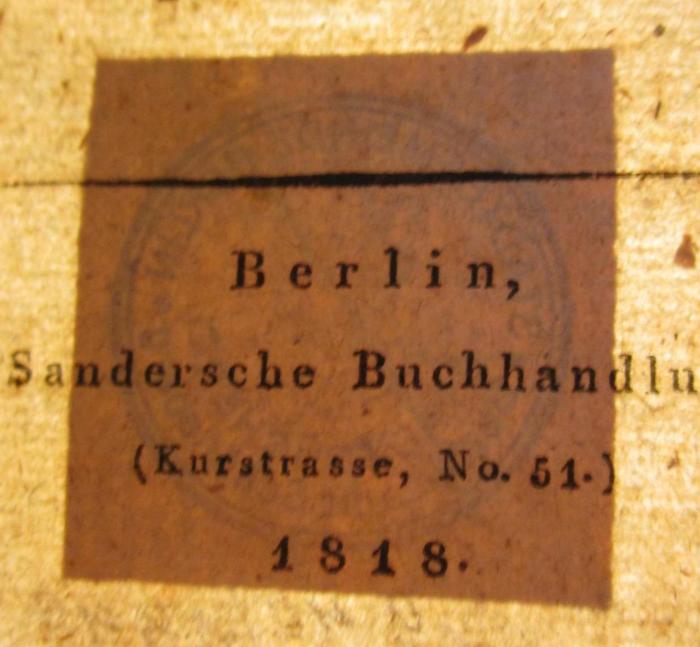 Berlin,
Sandersche Buchhandlu
(Kurstrasse, No. 51.)
1818.